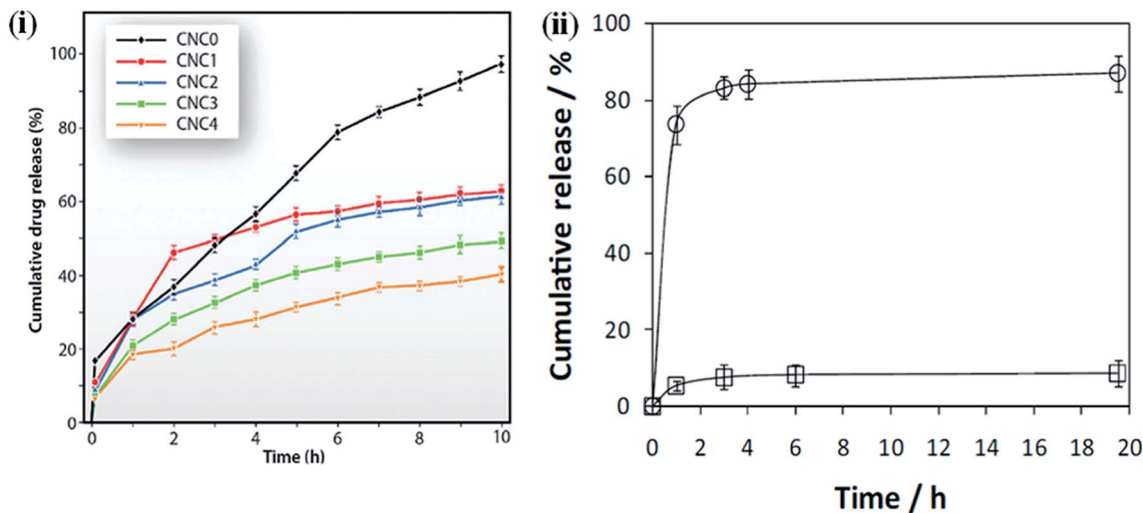 (i)
CNC0
CNC1
CNC2
CNC3
CNC4
Cumulative drug release (%)
100
80
60
40
20
0
0 2 4 6 8 10
Time (h)
(ii)
Cumulative release / %
100
80
60
40
20
0
0 2 4 6 8 10 12 14 16 18 20
Time / h